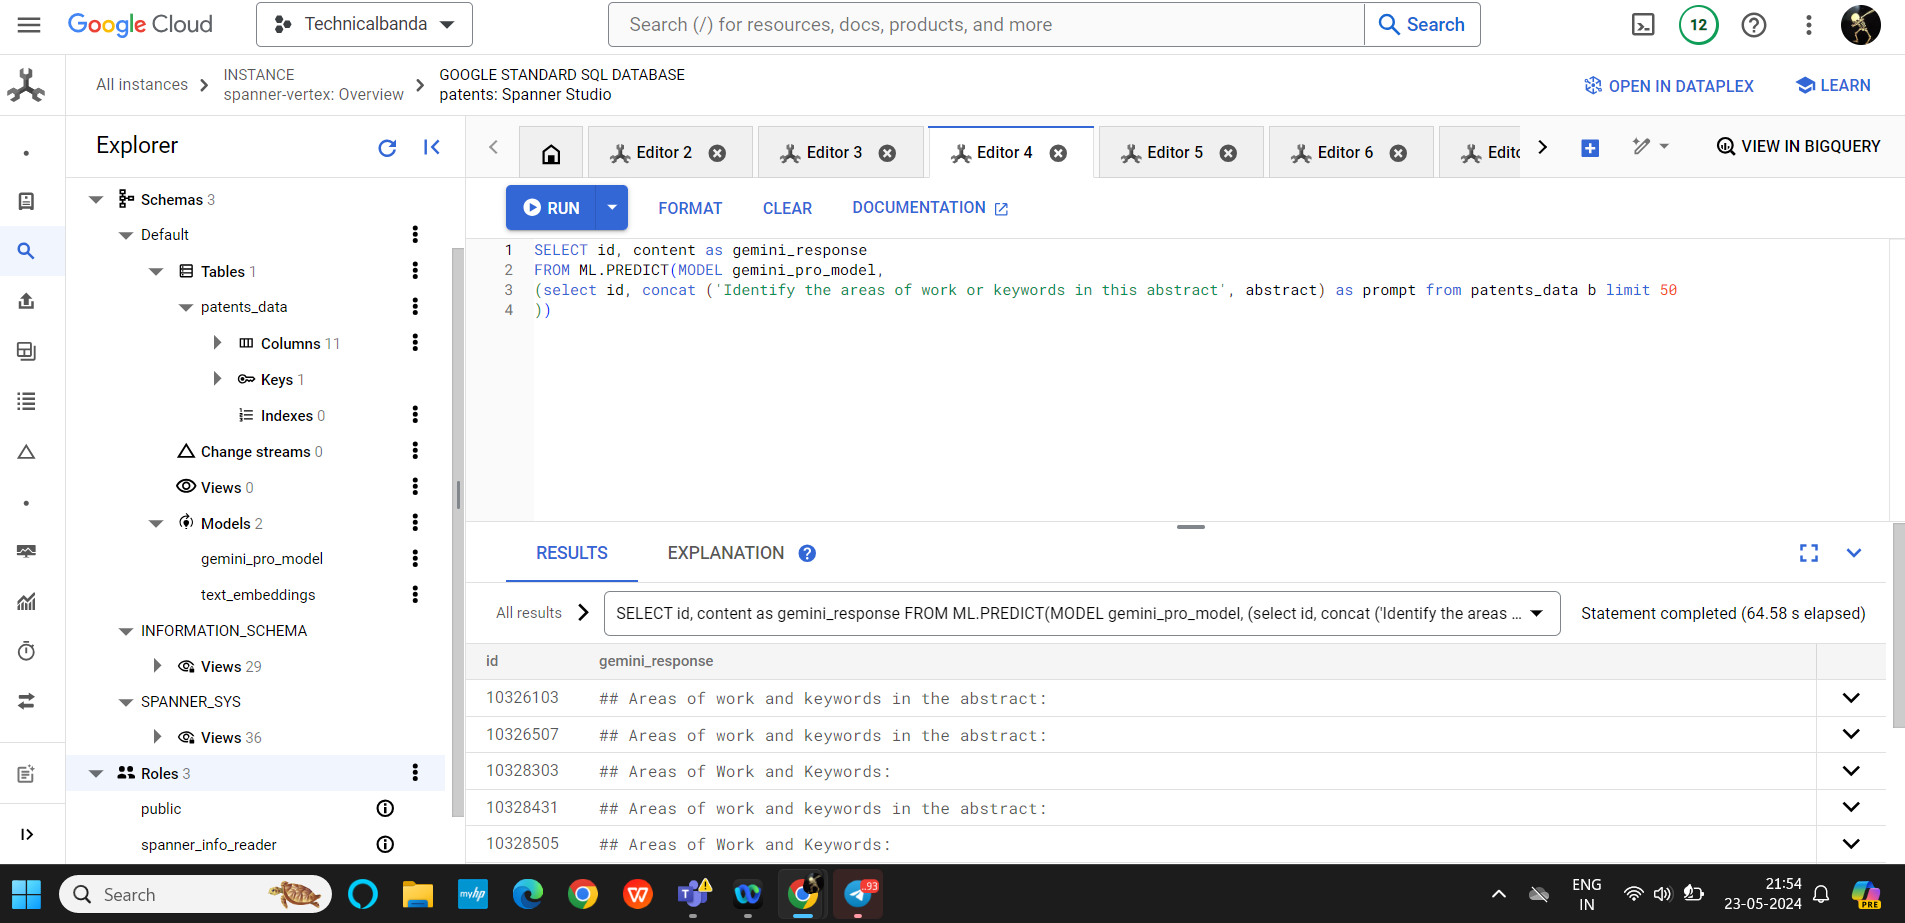 Google Cloud
Technicalbanda
Search (/) for resources, docs, products, and more
Search
12
All instances
INSTANCE
spanner-vertex: Overview
GOOGLE STANDARD SQL DATABASE
patents: Spanner Studio
OPEN IN DATAPLEX
LEARN
Explorer
Editor 2
Editor 3
Editor 4
Editor 5
Editor 6
Edito
VIEW IN BIGQUERY
RUN
FORMAT
CLEAR
DOCUMENTATION
Schemas 3
Default
Tables 1
patents_data
Columns 11
Keys 1
Indexes 0
Change streams 0
Views 0
Models 2
gemini_pro_model
text_embeddings
INFORMATION_SCHEMA
Views 29
SPANNER_SYS
Views 36
Roles 3
public
spanner_info_reader
1 SELECT id, content as gemini_response
2 FROM ML.PREDICT(MODEL gemini_pro_model,
3 (select id, concat ('Identify the areas of work or keywords in this abstract', abstract) as prompt from patents_data b limit 50
4 ))
RESULTS
EXPLANATION
All results
SELECT id, content as gemini_response FROM ML.PREDICT(MODEL gemini_pro_model, (select id, concat ('Identify the areas ...
Statement completed (64.58 s elapsed)
id gemini_response
10326103 ## Areas of work and keywords in the abstract:
10326507 ## Areas of work and keywords in the abstract:
10328303 ## Areas of Work and Keywords:
10328431 ## Areas of work and keywords in the abstract:
10328505 ## Areas of Work and Keywords:
Search
myhp
W
T
..93
ENG
IN
21:54
23-05-2024
PRE